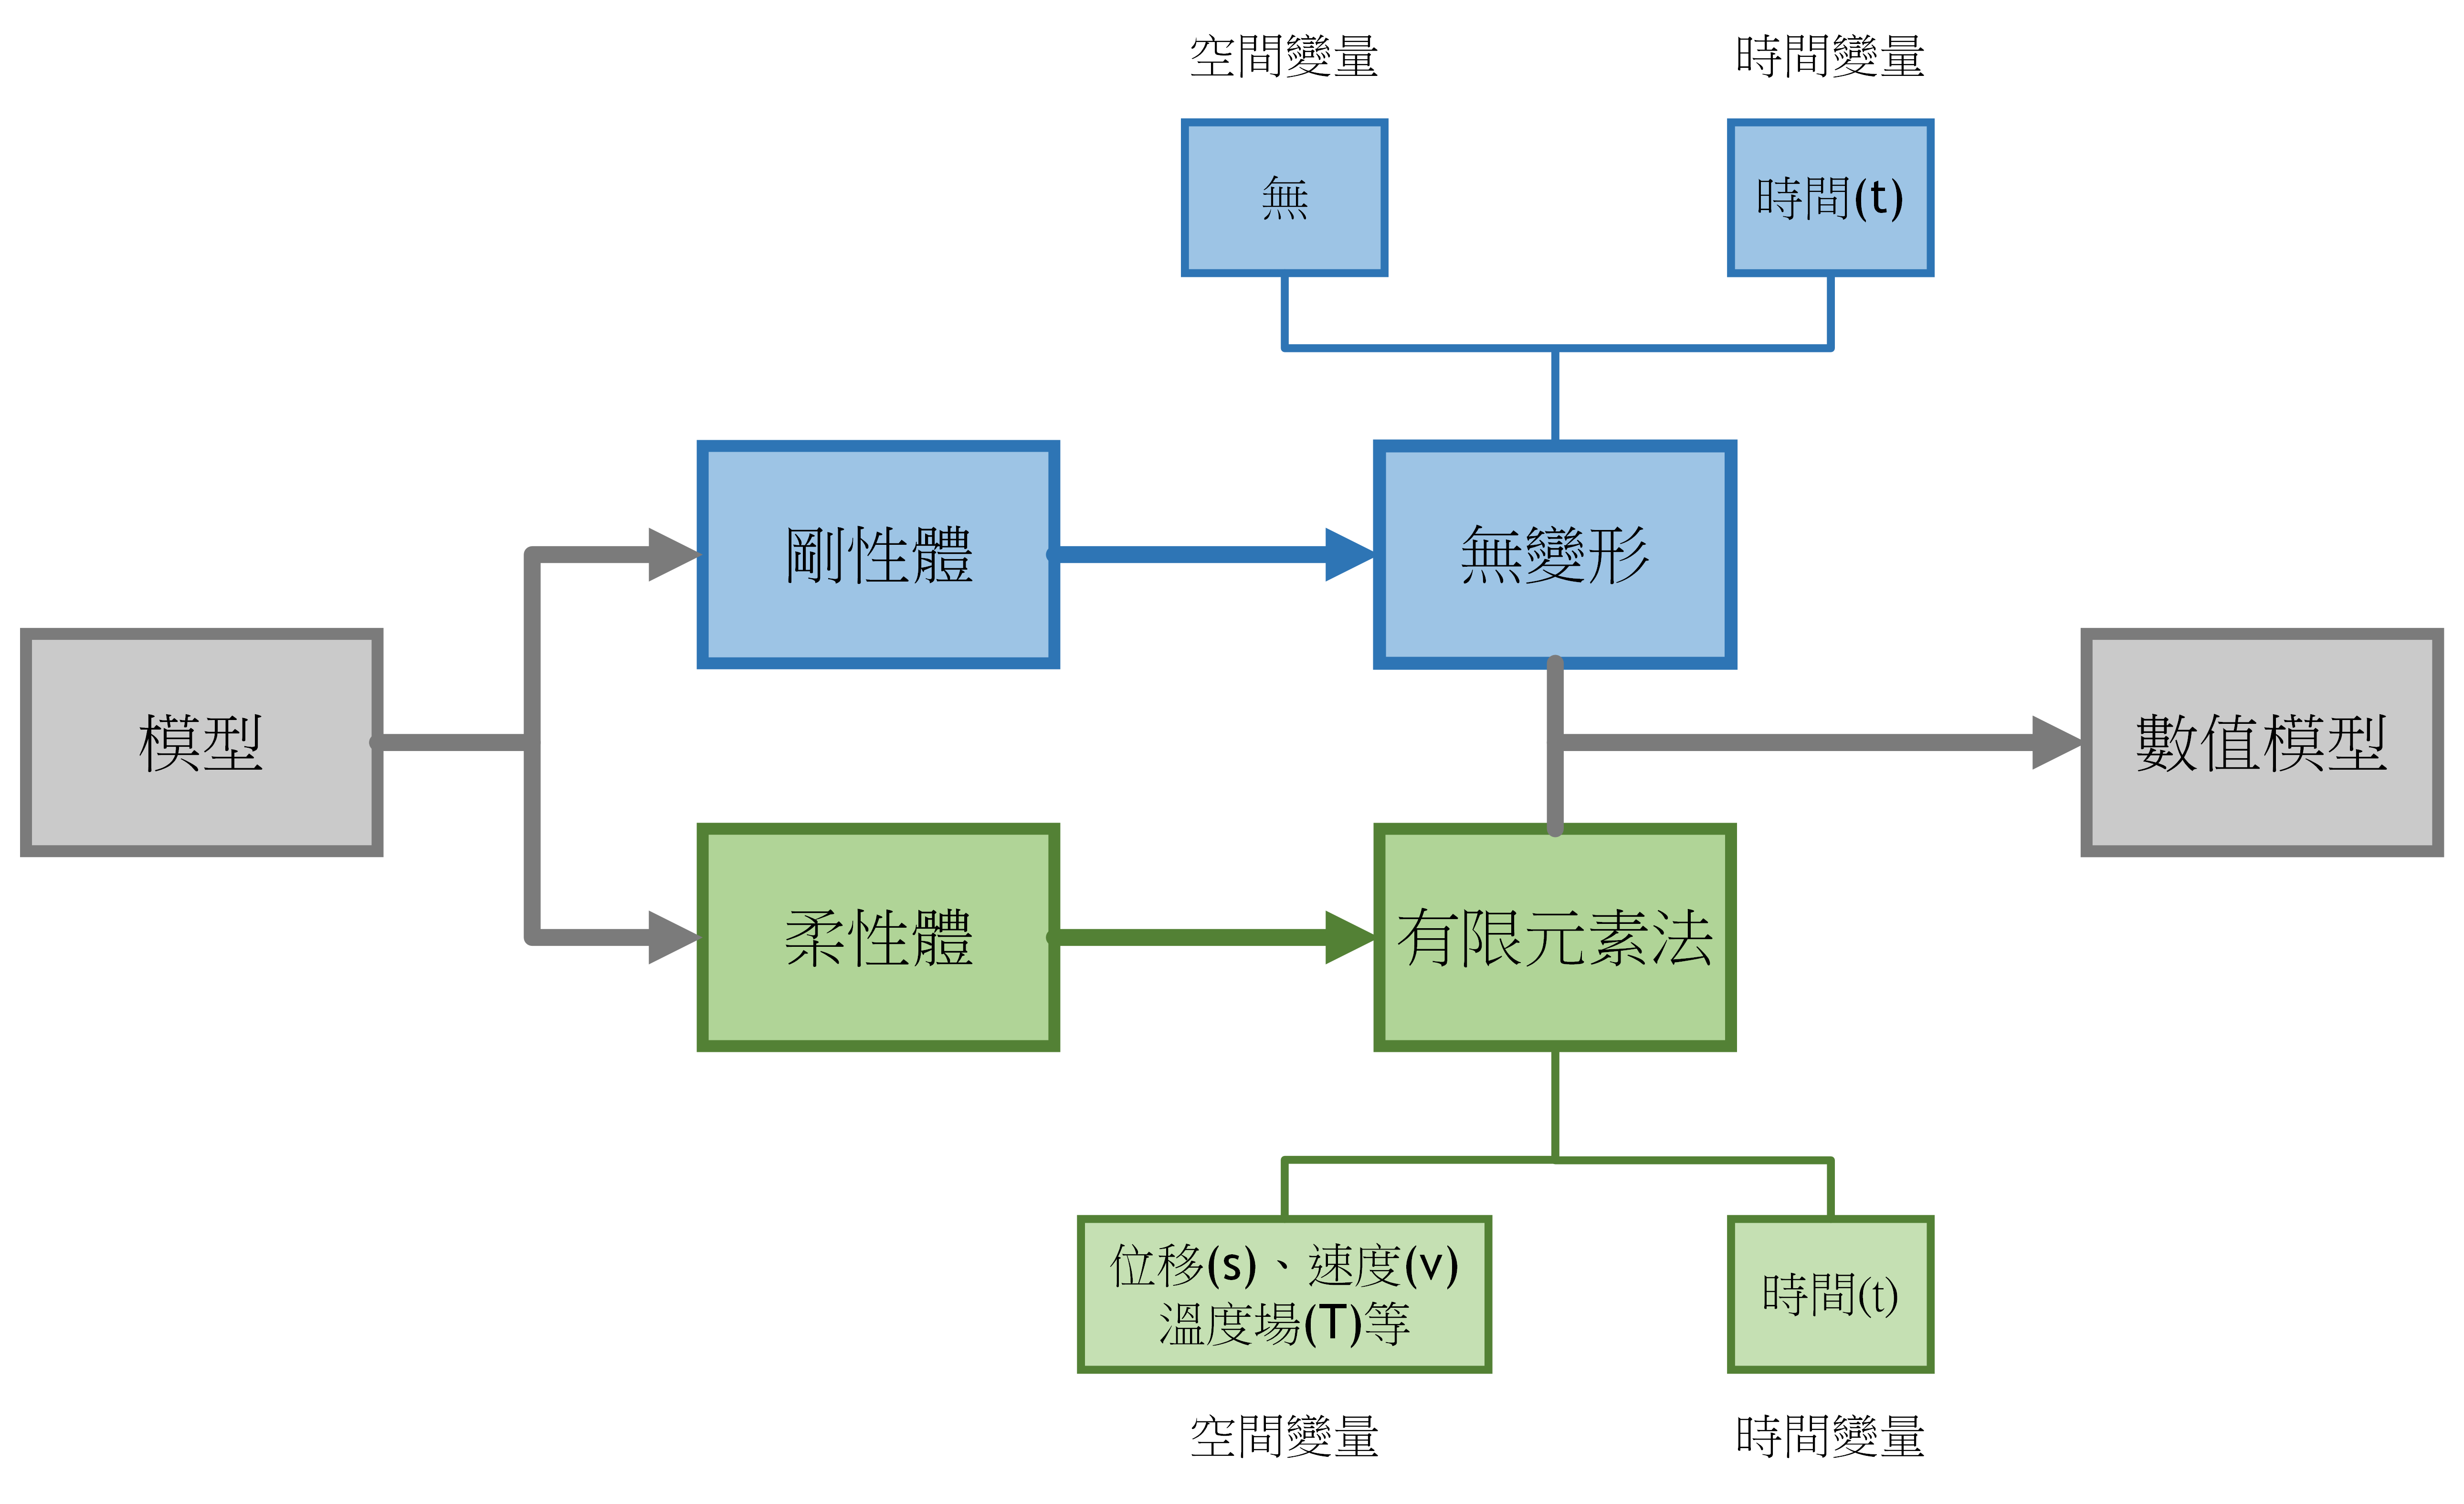 空間變量
時間變量
無
時間(t)
剛性體
無變形
模型
數值模型
柔性體
有限元素法
位移(s)、速度(v)
溫度場(T)等
時間(t)
空間變量
時間變量